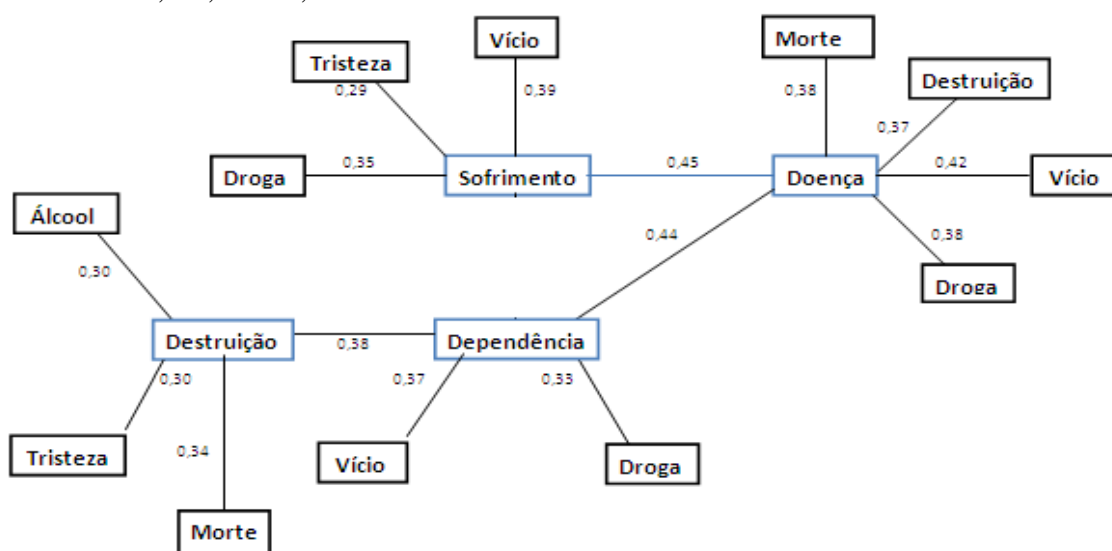 Vício
Morte
Tristeza
Destruição
0,29
0,39
0,38
0,37
Droga
0,35
Sofrimento
0,45
Doença
0,42
Vício
Álcool
0,44
0,38
0,30
Droga
Destruição
0,38
Dependência
0,30
0,37
0,33
Tristeza
0,34
Vício
Droga
Morte